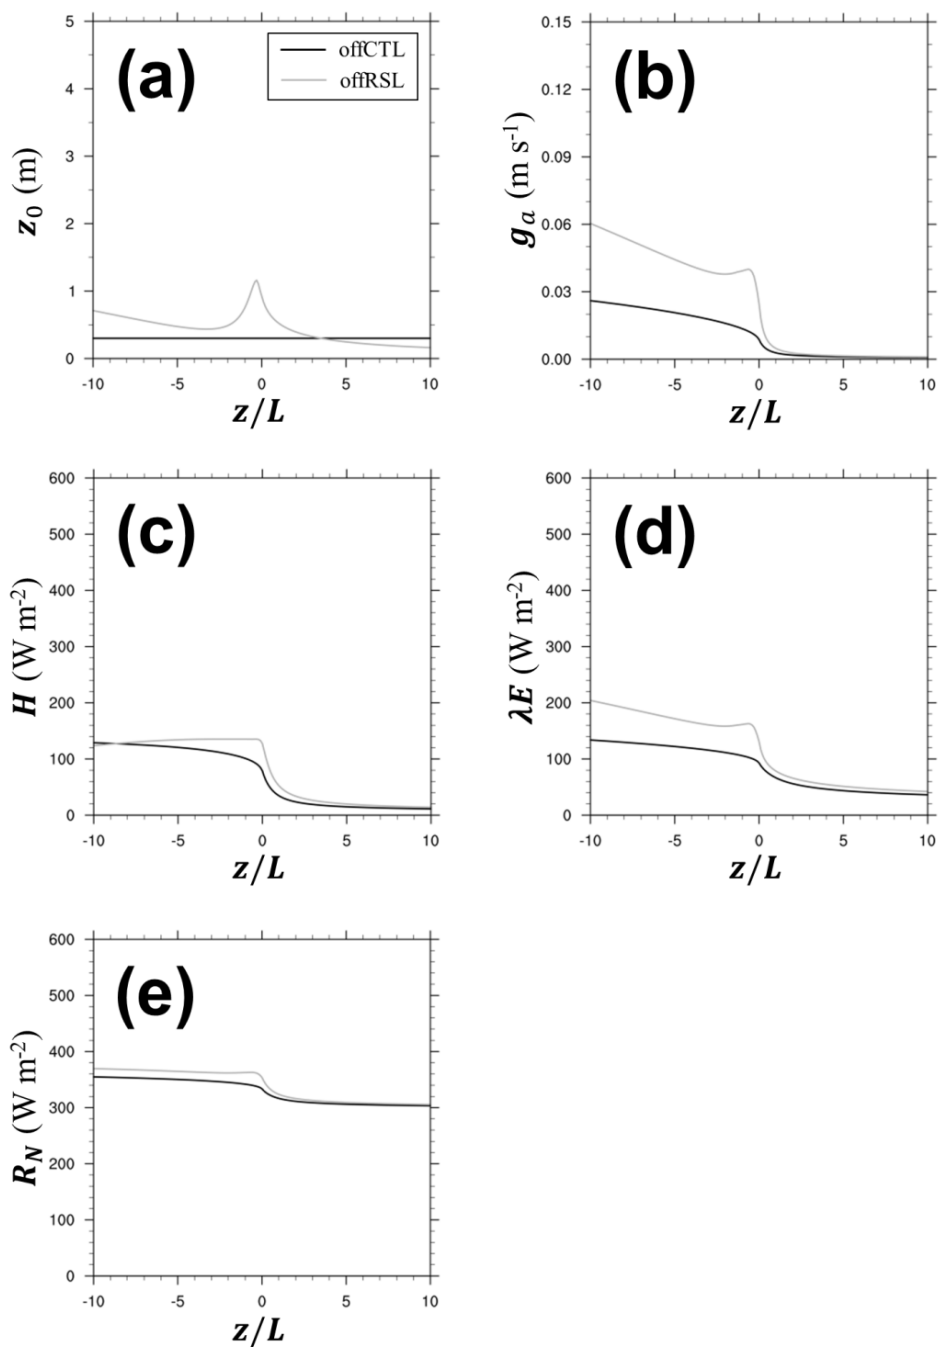 (a)
offCTL
offRSL
z₀ (m)
5
4
3
2
1
0
-10 -5 0 5 10
z/L
(b)
gₐ (m s⁻¹)
0.15
0.12
0.09
0.06
0.03
0.00
-10 -5 0 5 10
z/L
(c)
H (W m⁻²)
600
500
400
300
200
100
0
-10 -5 0 5 10
z/L
(d)
λE (W m⁻²)
600
500
400
300
200
100
0
-10 -5 0 5 10
z/L
(e)
R_N (W m⁻²)
600
500
400
300
200
100
0
-10 -5 0 5 10
z/L